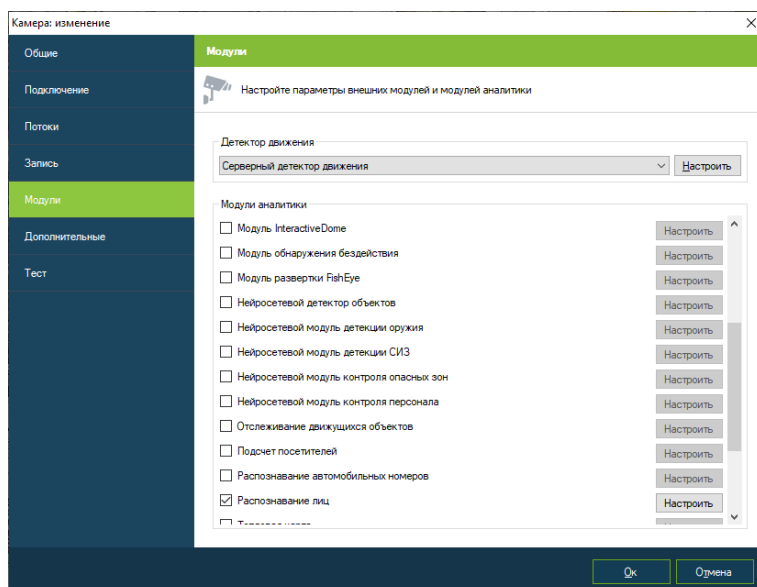 Камера: изменение
Общие
Подключение
Потоки
Запись
Модули
Дополнительные
Тест
Модули
Настройте параметры внешних модулей и модулей аналитики
Детектор движения
Серверный детектор движения Настроить
Модули аналитики
Модуль InteractiveDome Настроить
Модуль обнаружения бездействия Настроить
Модуль развертки FishEye Настроить
Нейросетевой детектор объектов Настроить
Нейросетевой модуль детекции оружия Настроить
Нейросетевой модуль детекции СИЗ Настроить
Нейросетевой модуль контроля опасных зон Настроить
Нейросетевой модуль контроля персонала Настроить
Отслеживание движущихся объектов Настроить
Подсчет посетителей Настроить
Распознавание автомобильных номеров Настроить
Распознавание лиц Настроить
Ок Отмена